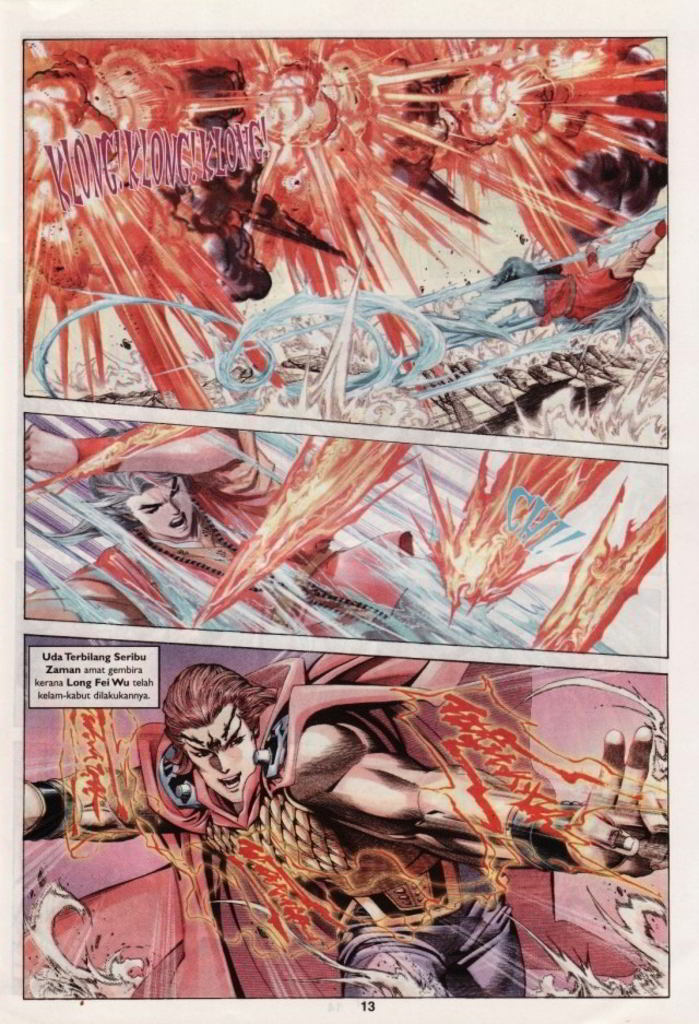 KLONG! KLONG! KLONG!
CHI!
Uda Terbilang Seribu
Zaman amat gembira
kerana Long Fei Wu telah
kelam-kabut dilakukannya.
13